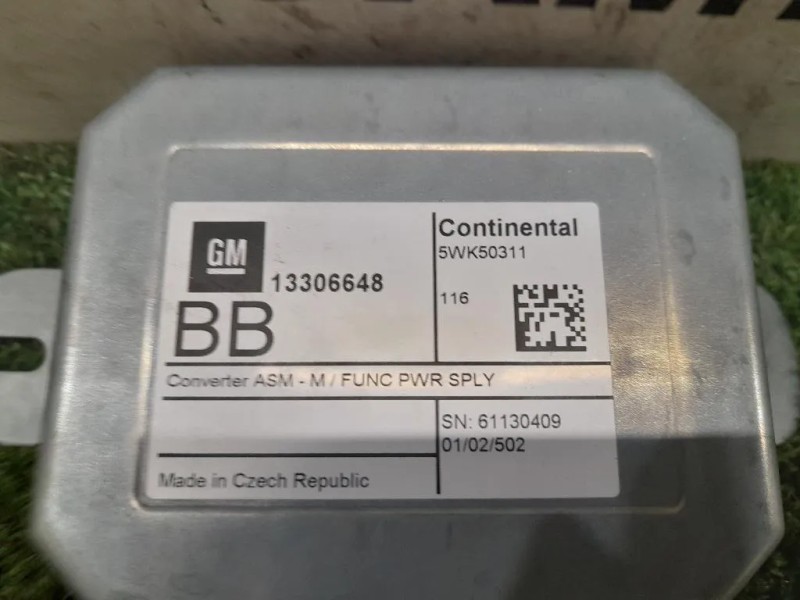 GM
13306648
BB
Continental
5WK50311
116
Converter ASM - M / FUNC PWR SPLY
SN: 61130409
01/02/502
Made in Czech Republic